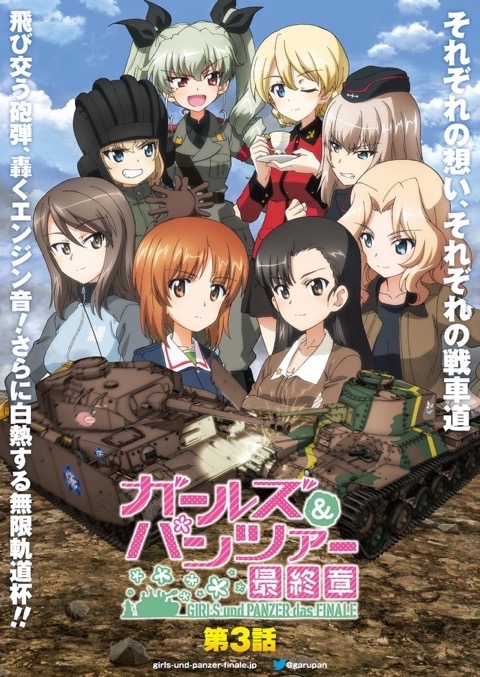 それぞれの想い、それぞれの戦車道
飛び交う砲弾、轟くエンジン音！さらに白熱する無限軌道杯!!
ガールズ&
パンツァー
最終章
GIRLS und PANZER das FINALE
第3話
girls-und-panzer-finale.jp
@garupan